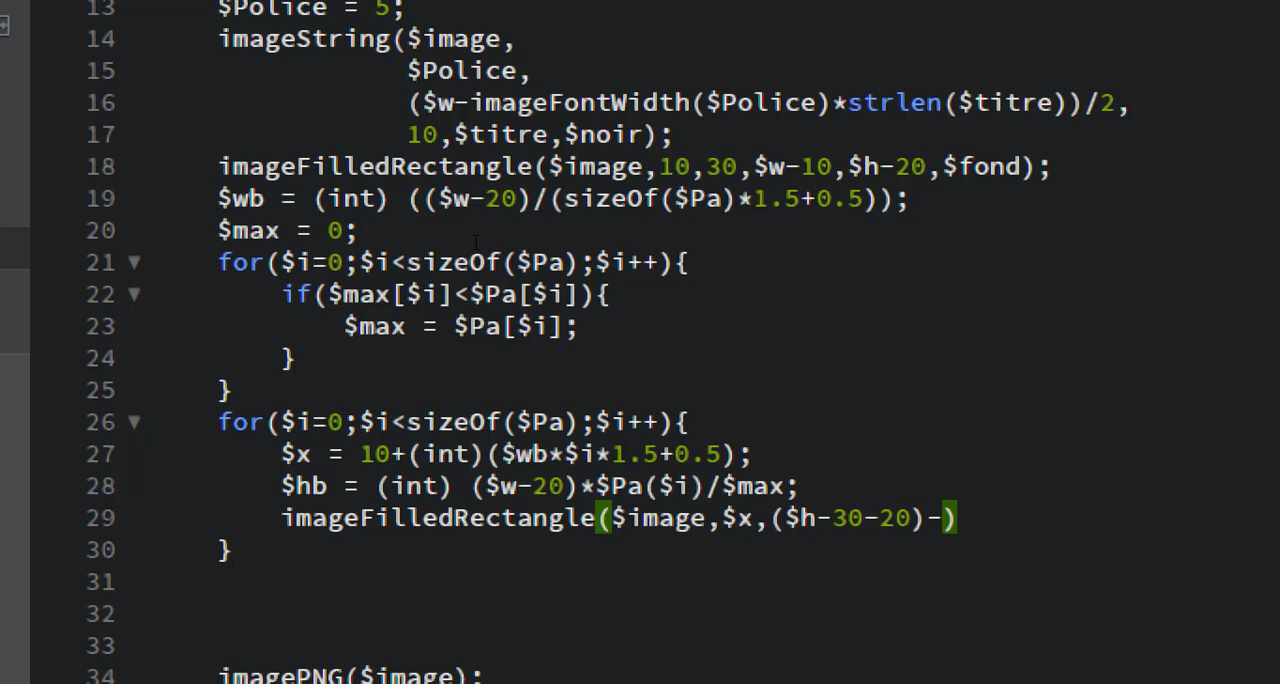 13 $Police = 5;
14 imageString($image,
15 $Police,
16 ($w-imageFontWidth($Police)*strlen($titre))/2,
17 10,$titre,$noir);
18 imageFilledRectangle($image,10,30,$w-10,$h-20,$fond);
19 $wb = (int) (($w-20)/(sizeOf($Pa)*1.5+0.5));
20 $max = 0;
21 for($i=0;$i<sizeOf($Pa);$i++){
22 if($max[$i]<$Pa[$i]){
23 $max = $Pa[$i];
24 }
25 }
26 for($i=0;$i<sizeOf($Pa);$i++){
27 $x = 10+(int)($wb*$i*1.5+0.5);
28 $hb = (int) ($w-20)*$Pa($i)/$max;
29 imageFilledRectangle($image,$x,($h-30-20)-)
30 }
31
32
33
34 imagePNG($image);